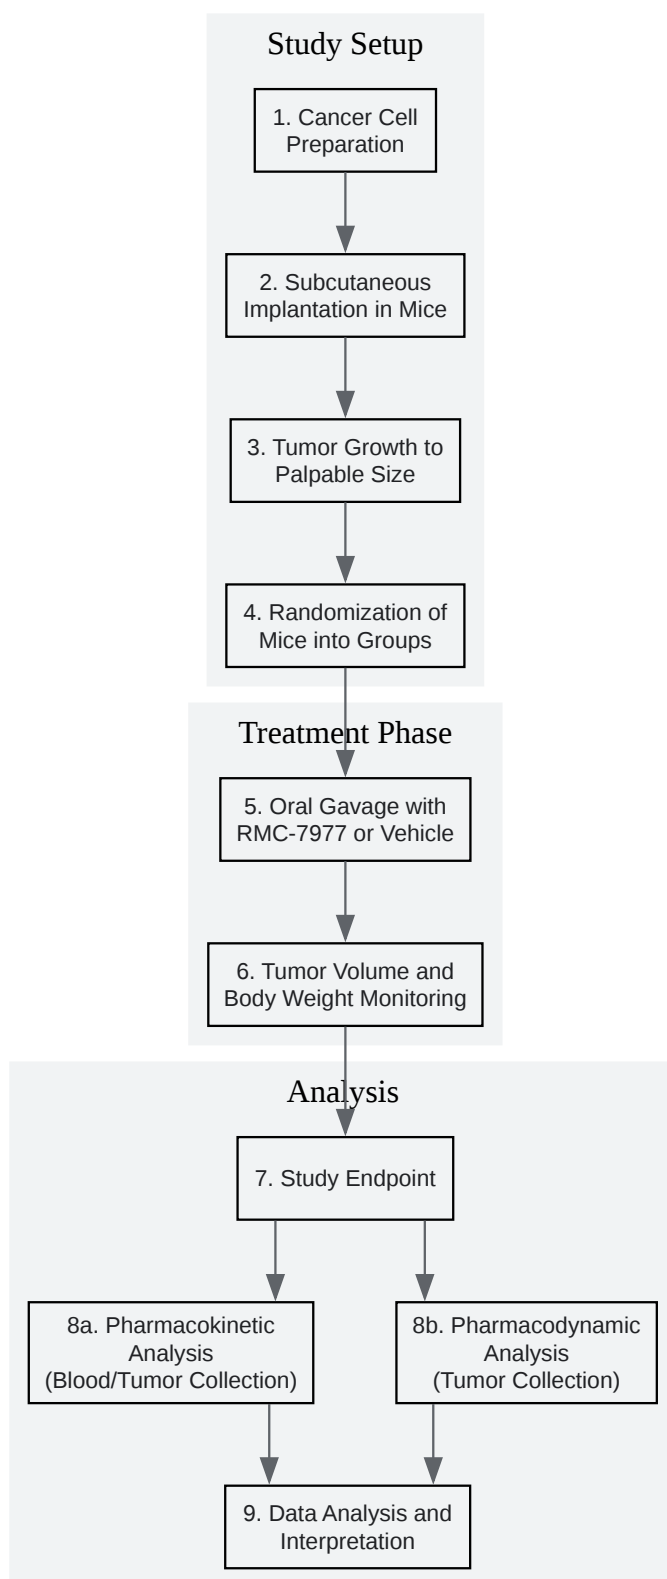 Study Setup
1. Cancer Cell
Preparation
2. Subcutaneous
Implantation in Mice
3. Tumor Growth to
Palpable Size
4. Randomization of
Mice into Groups
Treatment Phase
5. Oral Gavage with
RMC-7977 or Vehicle
6. Tumor Volume and
Body Weight Monitoring
Analysis
7. Study Endpoint
8a. Pharmacokinetic
Analysis
(Blood/Tumor Collection)
8b. Pharmacodynamic
Analysis
(Tumor Collection)
9. Data Analysis and
Interpretation